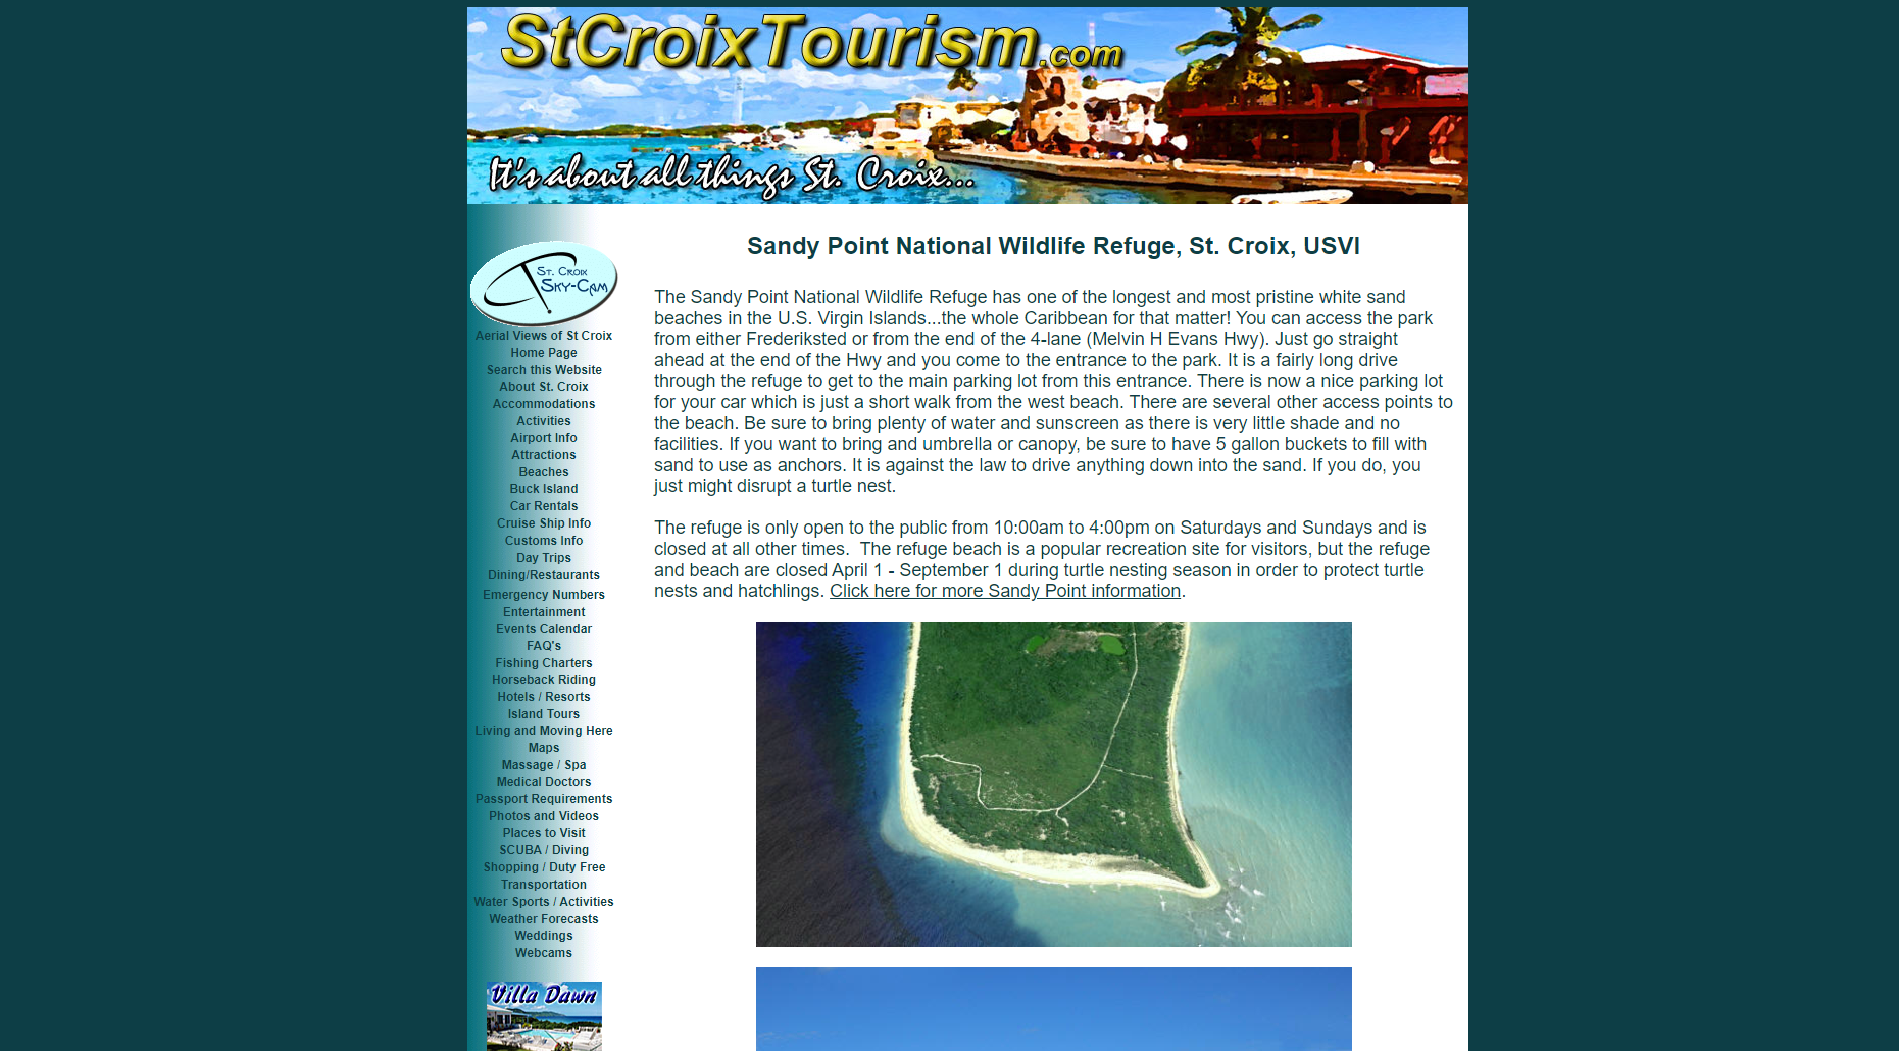 StCroixTourism.com
It's about all things St. Croix...
St. Croix
Sky-Cam
Aerial Views of St Croix
Home Page
Search this Website
About St. Croix
Accommodations
Activities
Airport Info
Attractions
Beaches
Buck Island
Car Rentals
Cruise Ship Info
Customs Info
Day Trips
Dining/Restaurants
Emergency Numbers
Entertainment
Events Calendar
FAQ's
Fishing Charters
Horseback Riding
Hotels / Resorts
Island Tours
Living and Moving Here
Maps
Massage / Spa
Medical Doctors
Passport Requirements
Photos and Videos
Places to Visit
SCUBA / Diving
Shopping / Duty Free
Transportation
Water Sports / Activities
Weather Forecasts
Weddings
Webcams
Villa Dawn
Sandy Point National Wildlife Refuge, St. Croix, USVI
The Sandy Point National Wildlife Refuge has one of the longest and most pristine white sand
beaches in the U.S. Virgin Islands...the whole Caribbean for that matter! You can access the park
from either Frederiksted or from the end of the 4-lane (Melvin H Evans Hwy). Just go straight
ahead at the end of the Hwy and you come to the entrance to the park. It is a fairly long drive
through the refuge to get to the main parking lot from this entrance. There is now a nice parking lot
for your car which is just a short walk from the west beach. There are several other access points to
the beach. Be sure to bring plenty of water and sunscreen as there is very little shade and no
facilities. If you want to bring and umbrella or canopy, be sure to have 5 gallon buckets to fill with
sand to use as anchors. It is against the law to drive anything down into the sand. If you do, you
just might disrupt a turtle nest.
The refuge is only open to the public from 10:00am to 4:00pm on Saturdays and Sundays and is
closed at all other times.  The refuge beach is a popular recreation site for visitors, but the refuge
and beach are closed April 1 - September 1 during turtle nesting season in order to protect turtle
nests and hatchlings. Click here for more Sandy Point information.